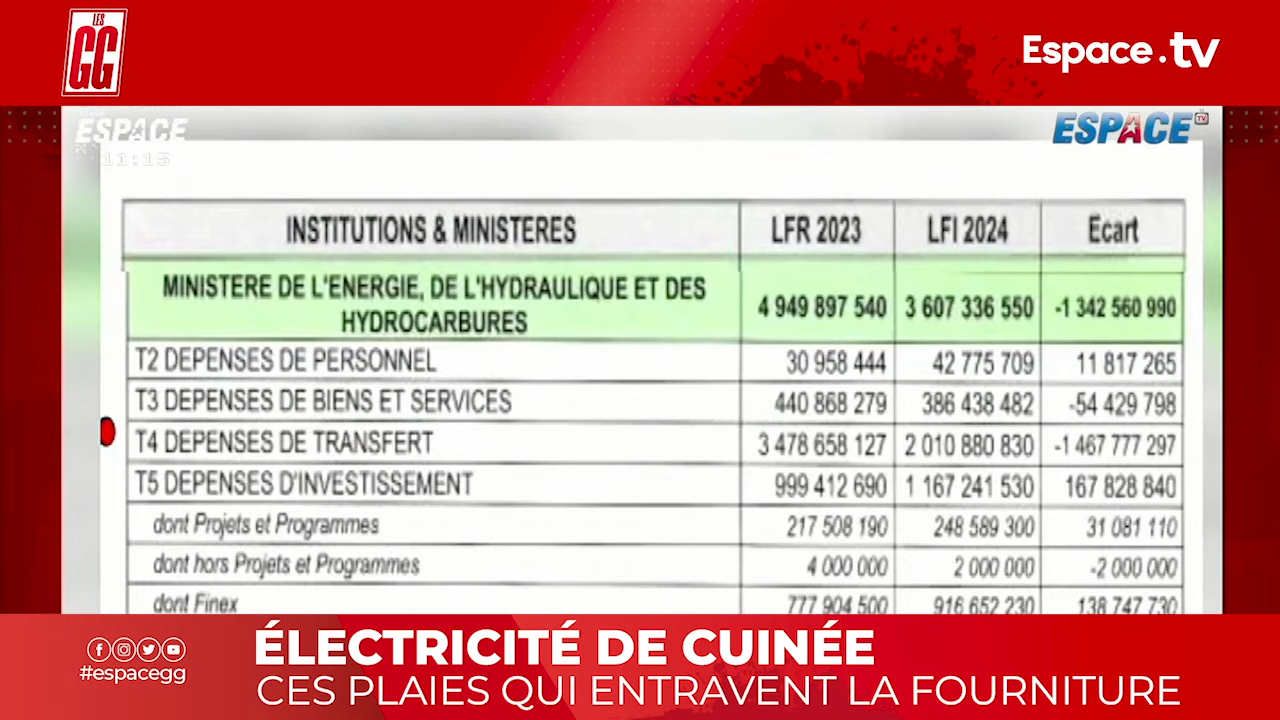 LES
GG
Espace.tv
ESPACE
11:15
ESPACE TV
INSTITUTIONS & MINISTERES LFR 2023 LFI 2024 Ecart
MINISTERE DE L'ENERGIE, DE L'HYDRAULIQUE ET DES
HYDROCARBURES 4 949 897 540 3 607 336 550 -1 342 560 990
T2 DEPENSES DE PERSONNEL 30 958 444 42 775 709 11 817 265
T3 DEPENSES DE BIENS ET SERVICES 440 868 279 386 438 482 -54 429 798
T4 DEPENSES DE TRANSFERT 3 478 658 127 2 010 880 830 -1 467 777 297
T5 DEPENSES D'INVESTISSEMENT 999 412 690 1 167 241 530 167 828 840
dont Projets et Programmes 217 508 190 248 589 300 31 081 110
dont hors Projets et Programmes 4 000 000 2 000 000 -2 000 000
dont Finex 777 904 500 916 652 230 138 747 730
#espacegg
ÉLECTRICITÉ DE CUINÉE
CES PLAIES QUI ENTRAVENT LA FOURNITURE